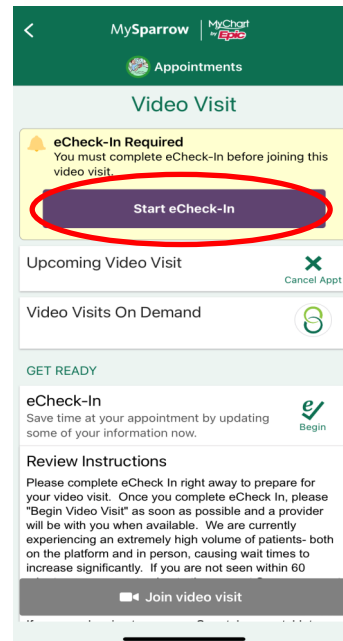 MySparrow MyChart
by Epic
Appointments
Video Visit
eCheck-In Required
You must complete eCheck-In before joining this
video visit.
Start eCheck-In
Upcoming Video Visit
Cancel Appt
Video Visits On Demand
GET READY
eCheck-In
Save time at your appointment by updating
some of your information now.
Begin
Review Instructions
Please complete eCheck In right away to prepare for
your video visit. Once you complete eCheck In, please
"Begin Video Visit" as soon as possible and a provider
will be with you when available. We are currently
experiencing an extremely high volume of patients- both
on the platform and in person, causing wait times to
increase significantly. If you are not seen within 60
Join video visit